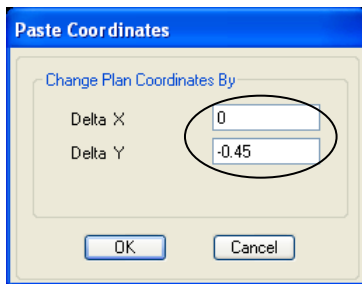 Paste Coordinates
Change Plan Coordinates By
Delta X 0
Delta Y -0.45
OK Cancel